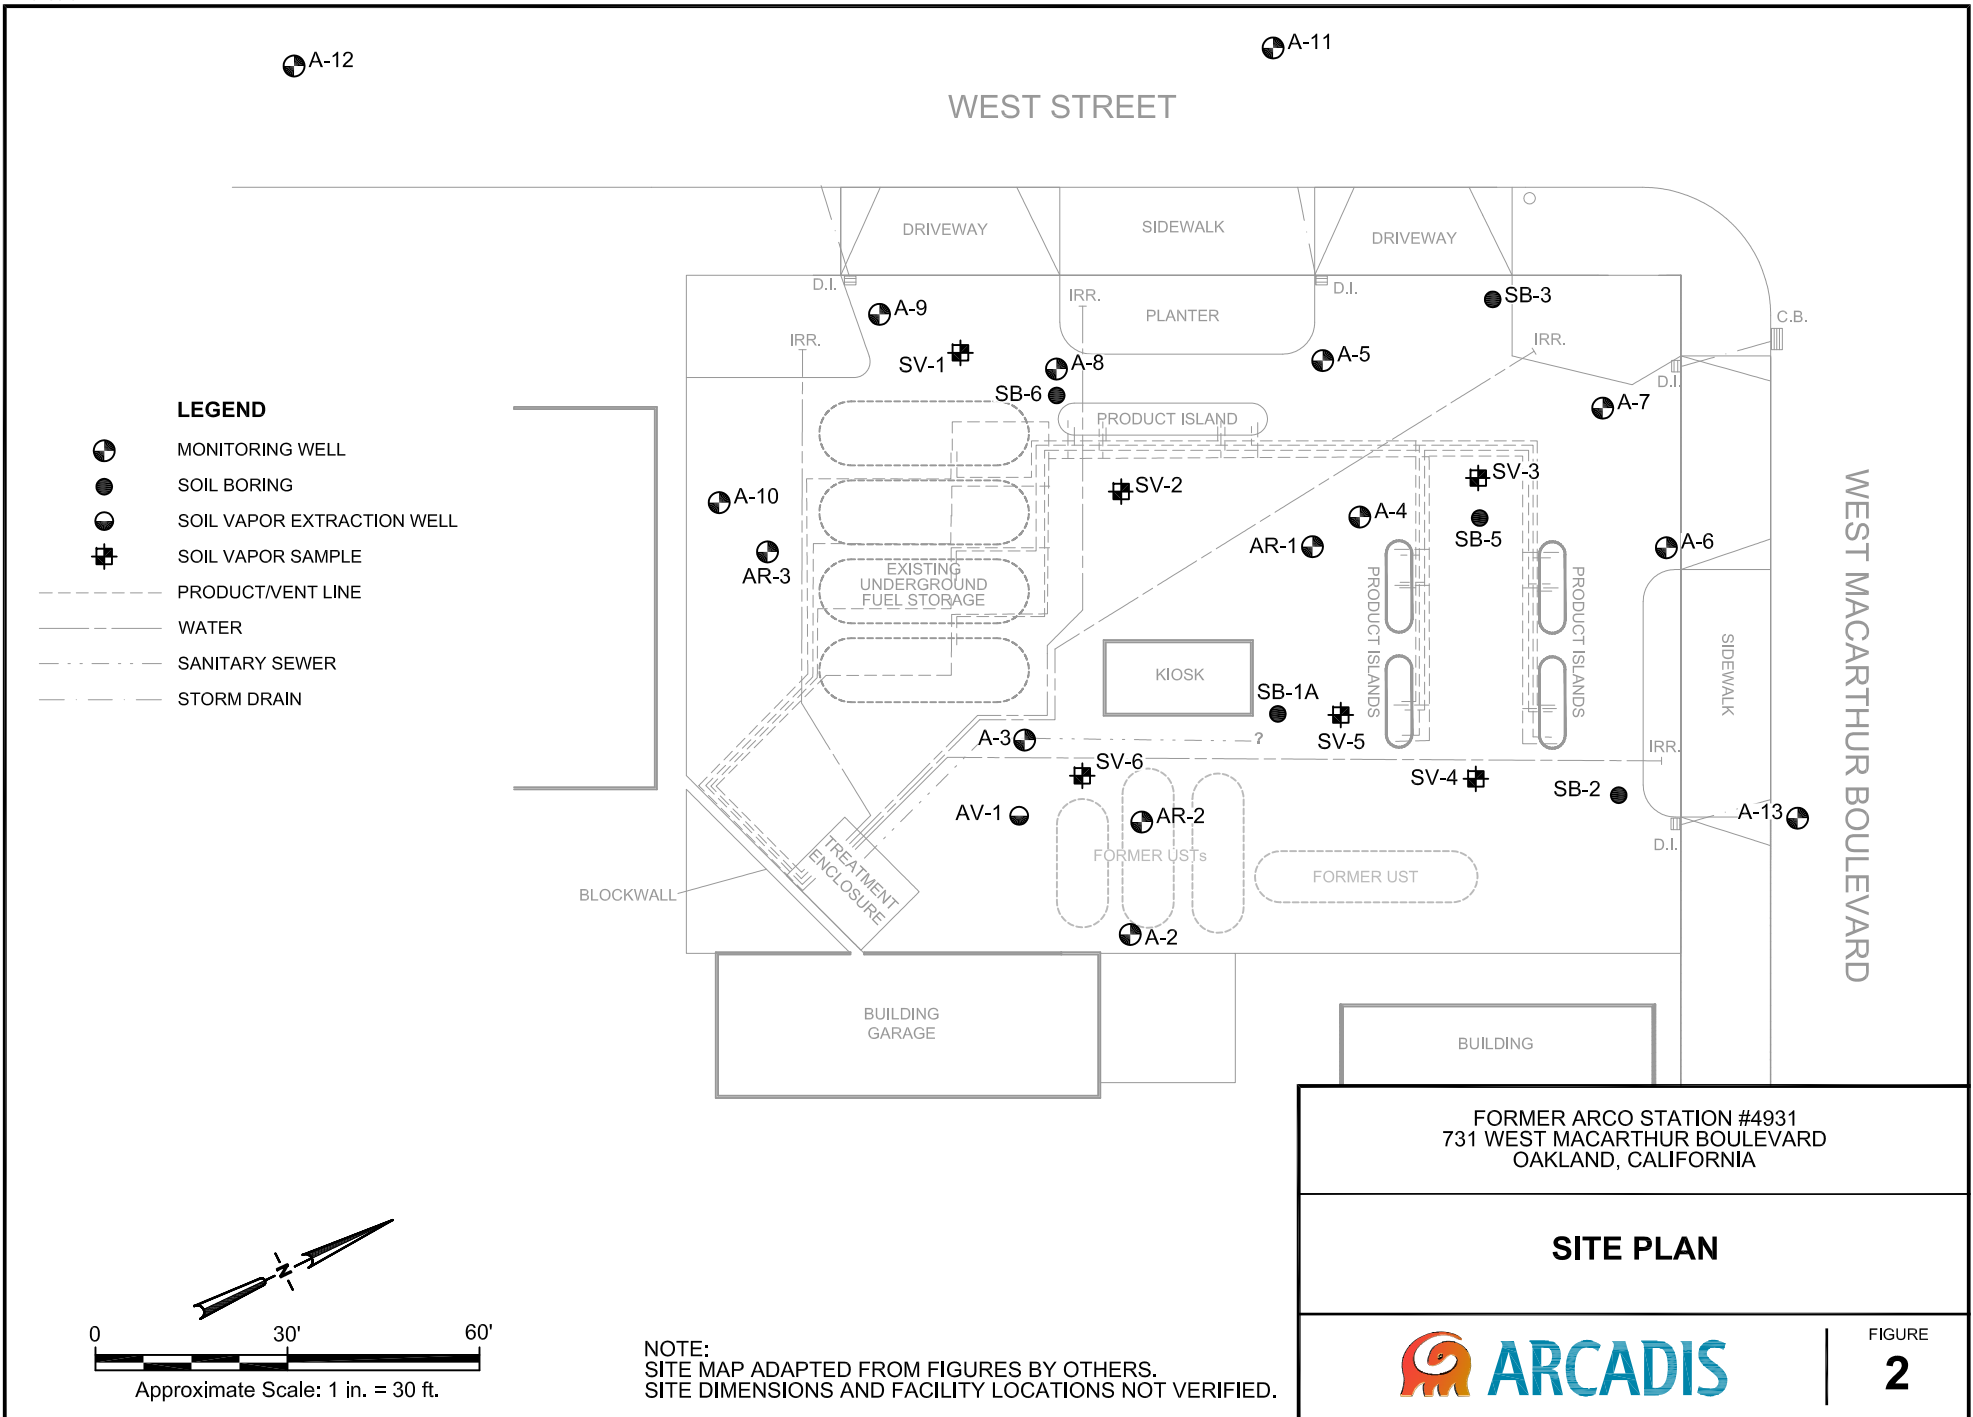 A-12
A-11
WEST STREET
DRIVEWAY
SIDEWALK
DRIVEWAY
D.I.
IRR.
D.I.
SB-3
A-9
PLANTER
C.B.
IRR.
IRR.
SV-1
A-8
A-5
D.I.
SB-6
A-7
PRODUCT ISLAND
LEGEND
MONITORING WELL
SOIL BORING
SOIL VAPOR EXTRACTION WELL
SOIL VAPOR SAMPLE
PRODUCT/VENT LINE
WATER
SANITARY SEWER
STORM DRAIN
A-10
SV-2
SV-3
A-4
AR-1
SB-5
A-6
AR-3
EXISTING
UNDERGROUND
FUEL STORAGE
PRODUCT ISLANDS
PRODUCT ISLANDS
SIDEWALK
WEST MACARTHUR BOULEVARD
KIOSK
SB-1A
A-3
?
SV-5
IRR.
SV-6
SV-4
SB-2
AV-1
AR-2
A-13
D.I.
FORMER USTs
FORMER UST
TREATMENT
ENCLOSURE
BLOCKWALL
A-2
BUILDING
GARAGE
BUILDING
FORMER ARCO STATION #4931
731 WEST MACARTHUR BOULEVARD
OAKLAND, CALIFORNIA
SITE PLAN
N
0 30' 60'
Approximate Scale: 1 in. = 30 ft.
NOTE:
SITE MAP ADAPTED FROM FIGURES BY OTHERS.
SITE DIMENSIONS AND FACILITY LOCATIONS NOT VERIFIED.
ARCADIS
FIGURE
2